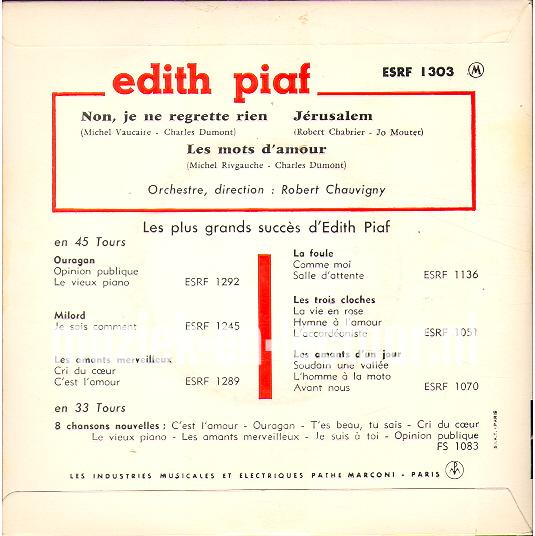 edith piaf
ESRF 1303 M
Non, je ne regrette rien
(Michel Vaucaire - Charles Dumont)
Jérusalem
(Robert Chabrier - Jo Moutet)
Les mots d'amour
(Michel Rivgauche - Charles Dumont)
Orchestre, direction : Robert Chauvigny
Les plus grands succès d'Edith Piaf
en 45 Tours
Ouragan
Opinion publique
Le vieux piano ESRF 1292
Milord
Je sais comment ESRF 1245
Les amants merveilleux
Cri du cœur
C'est l'amour ESRF 1289
La foule
Comme moi
Salle d'attente ESRF 1136
Les trois cloches
La vie en rose
Hymne à l'amour
L'accordéoniste ESRF 1051
Les amants d'un jour
Soudain une vallée
L'homme à la moto
Avant nous ESRF 1070
en 33 Tours
8 chansons nouvelles : C'est l'amour - Ouragan - T'es beau, tu sais - Cri du cœur
Le vieux piano - Les amants merveilleux - Je suis à toi - Opinion publique
FS 1083
LES INDUSTRIES MUSICALES ET ELECTRIQUES PATHE MARCONI - PARIS